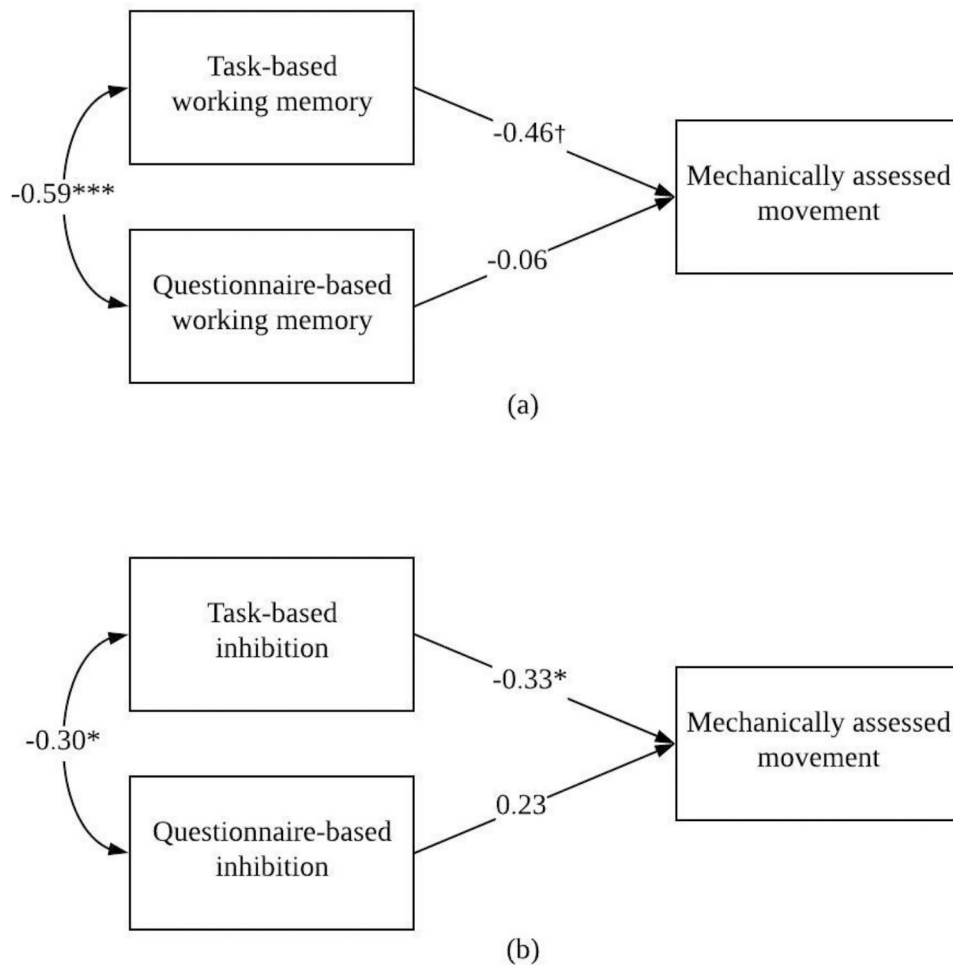 Task-based
working memory
-0.46†
Mechanically assessed
movement
-0.59***
Questionnaire-based
working memory
-0.06
(a)
Task-based
inhibition
-0.33*
Mechanically assessed
movement
-0.30*
Questionnaire-based
inhibition
0.23
(b)